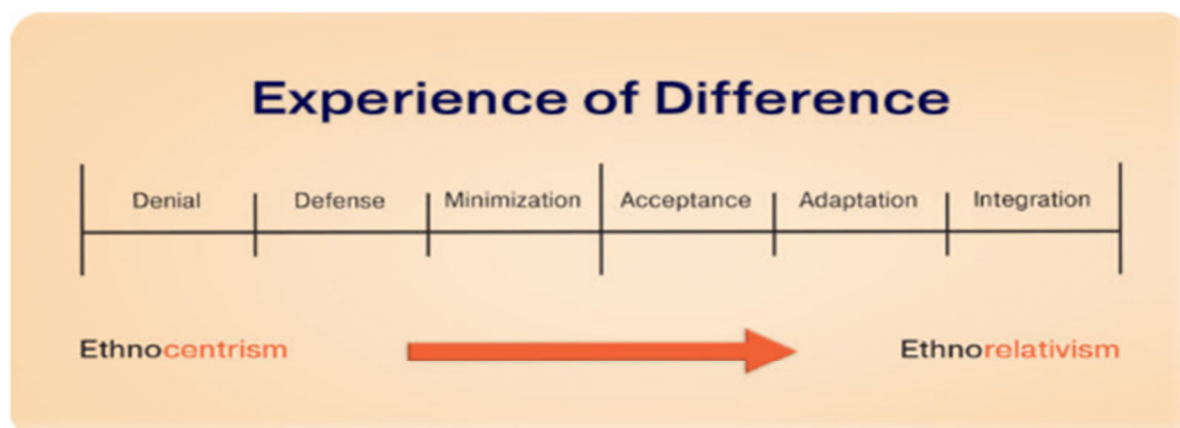 Experience of Difference
Denial Defense Minimization Acceptance Adaptation Integration
Ethnocentrism Ethnorelativism